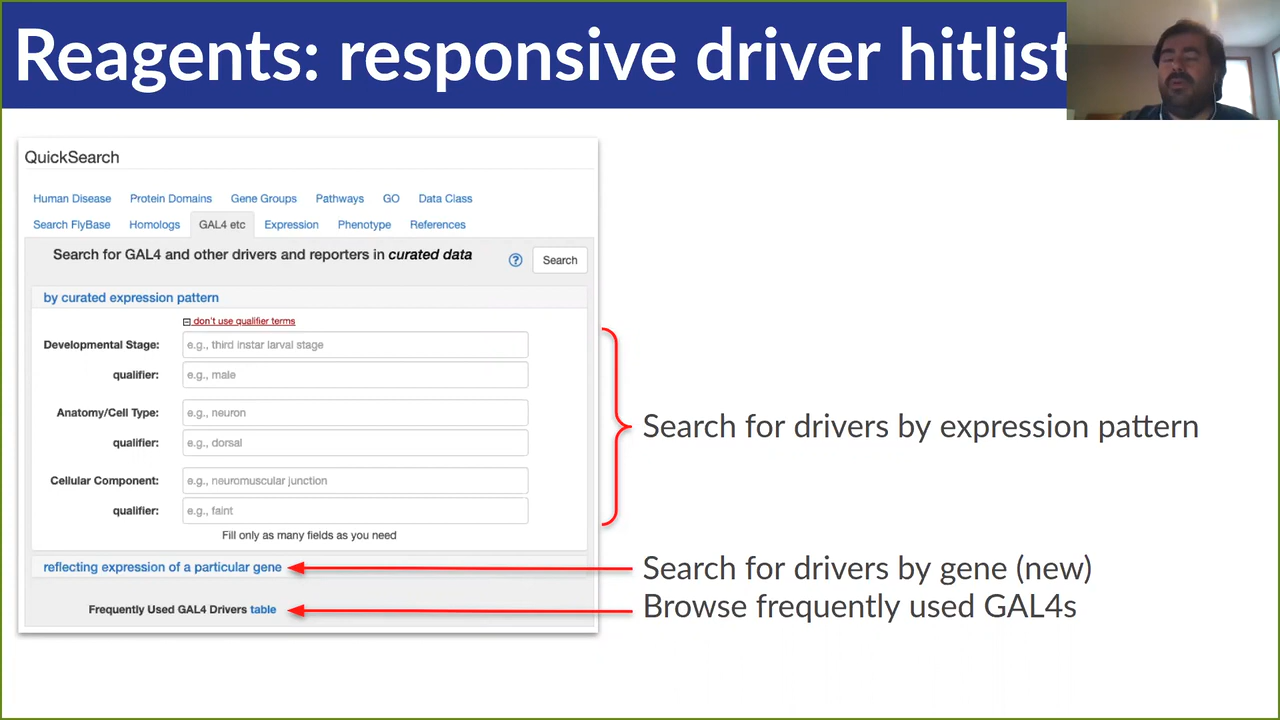 Reagents: responsive driver hitlist
QuickSearch
Human Disease Protein Domains Gene Groups Pathways GO Data Class
Search FlyBase Homologs GAL4 etc Expression Phenotype References
Search for GAL4 and other drivers and reporters in curated data ? Search
by curated expression pattern
don't use qualifier terms
Developmental Stage: e.g., third instar larval stage
qualifier: e.g., male
Anatomy/Cell Type: e.g., neuron
qualifier: e.g., dorsal
Cellular Component: e.g., neuromuscular junction
qualifier: e.g., faint
Fill only as many fields as you need
reflecting expression of a particular gene
Frequently Used GAL4 Drivers table
Search for drivers by expression pattern
Search for drivers by gene (new)
Browse frequently used GAL4s